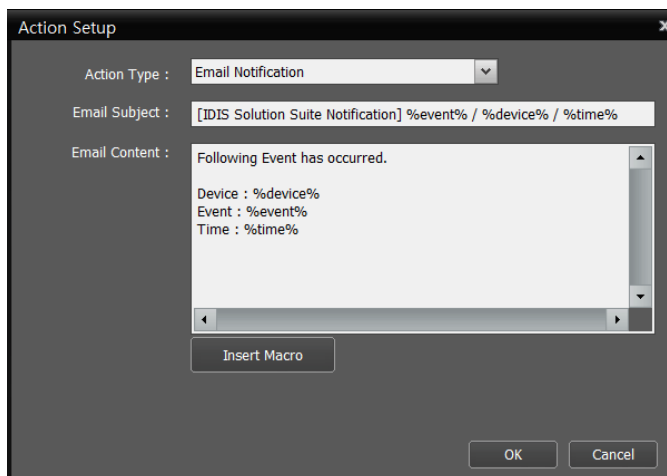 Action Setup
x
Action Type : Email Notification
Email Subject : [IDIS Solution Suite Notification] %event% / %device% / %time%
Email Content : Following Event has occurred.
Device : %device%
Event : %event%
Time : %time%
Insert Macro
OK Cancel